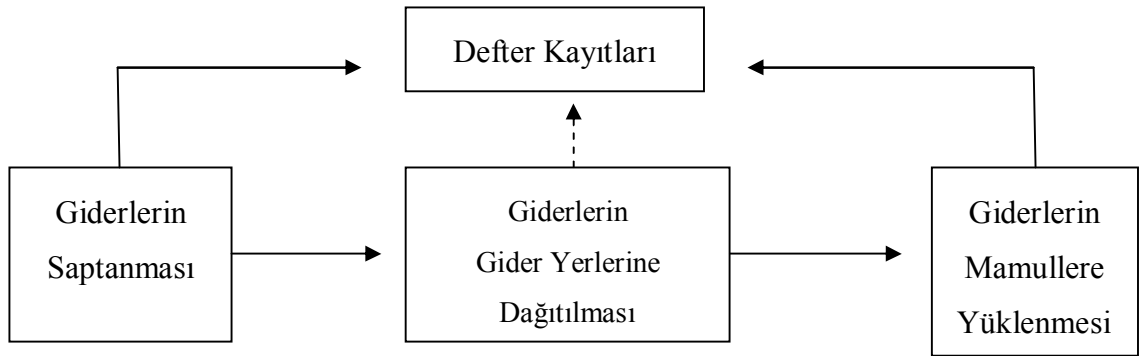 Defter Kayıtları
Giderlerin
Saptanması
Giderlerin
Gider Yerlerine
Dağıtılması
Giderlerin
Mamullere
Yüklenmesi